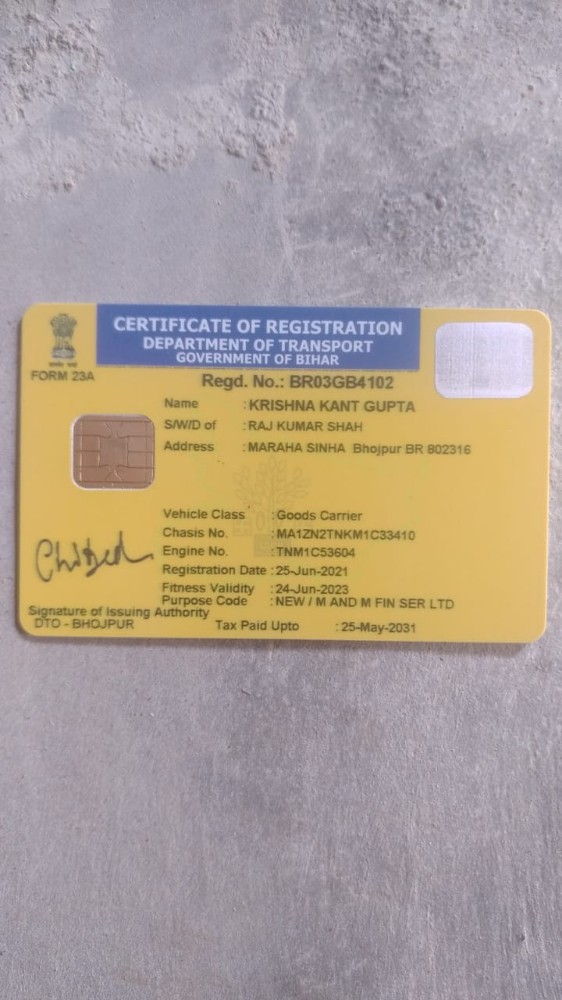 CERTIFICATE OF REGISTRATION
DEPARTMENT OF TRANSPORT
GOVERNMENT OF BIHAR
FORM 23A
Regd. No.: BR03GB4102
Name : KRISHNA KANT GUPTA
S/W/D of : RAJ KUMAR SHAH
Address : MARAHA SINHA Bhojpur BR 802316
Vehicle Class : Goods Carrier
Chasis No. : MA1ZN2TNKM1C33410
Engine No. : TNM1C53604
Registration Date : 25-Jun-2021
Fitness Validity : 24-Jun-2023
Purpose Code : NEW / M AND M FIN SER LTD
Signature of Issuing Authority
DTO - BHOJPUR
Tax Paid Upto : 25-May-2031